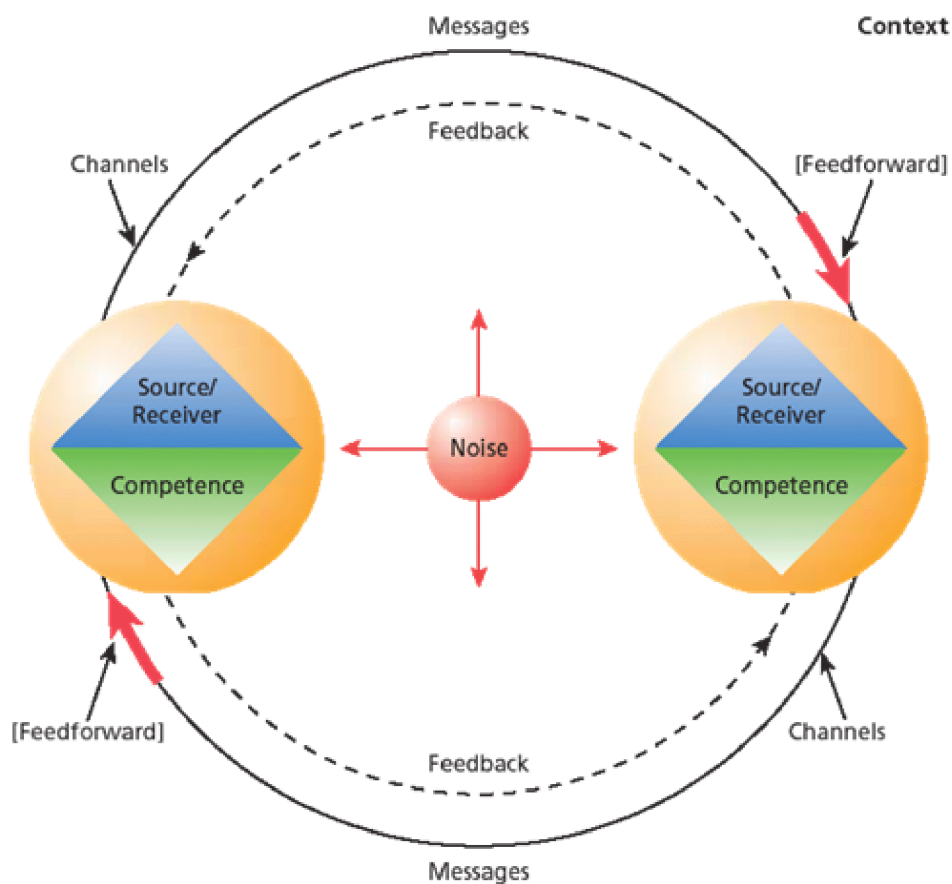 Messages
Context
Feedback
Channels
[Feedforward]
Source/
Receiver
Competence
Noise
Source/
Receiver
Competence
[Feedforward]
Channels
Feedback
Messages